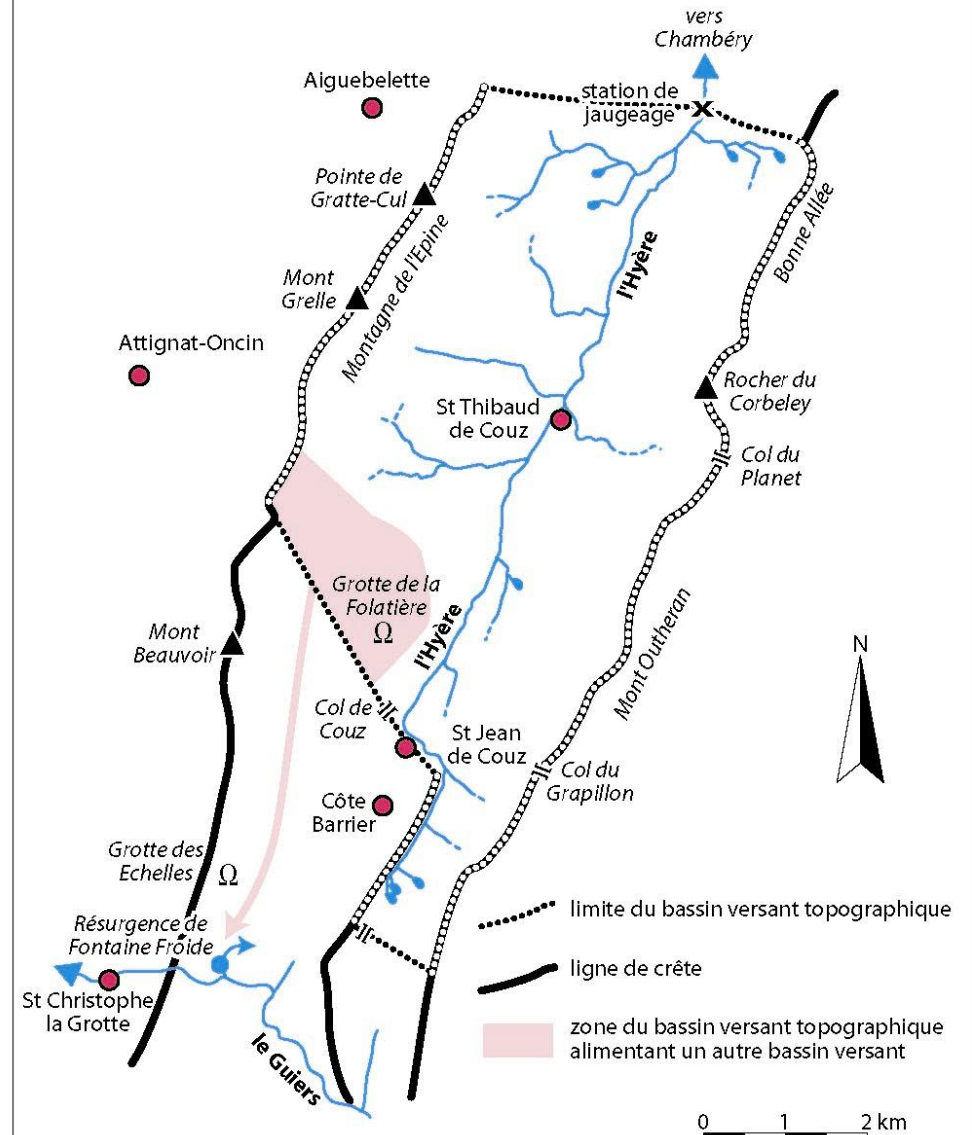 vers
Chambéry
Aiguebelette
station de
jaugeage
Pointe de
Gratte-Cul
Montagne de l'Epine
Bonne Allée
l'Hyère
Mont
Grelle
Attignat-Oncin
St Thibaud
de Couz
Rocher du
Corbeley
Col du
Planet
Grotte de la
Folatière
Ω
l'Hyère
Mont
Beauvoir
Mont Outheran
N
Col de
Couz
St Jean
de Couz
Col du
Grapillon
Côte
Barrier
Grotte des
Echelles
Ω
Résurgence de
Fontaine Froide
St Christophe
la Grotte
le Guiers
limite du bassin versant topographique
ligne de crête
zone du bassin versant topographique
alimentant un autre bassin versant
0 1 2 km